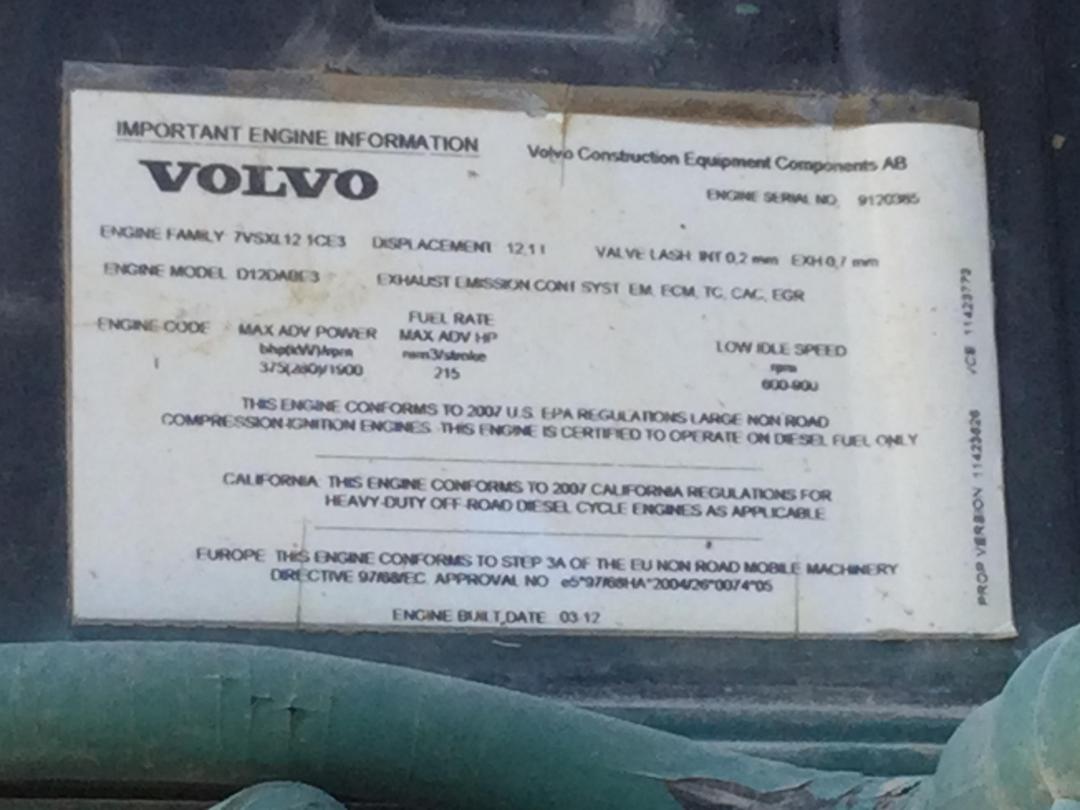 IMPORTANT ENGINE INFORMATION
VOLVO
Volvo Construction Equipment Components AB
ENGINE SERIAL NO 9120385
ENGINE FAMILY 7VSXL12 1CE3 DISPLACEMENT 12,1 l VALVE LASH INT 0,2 mm EXH 0,7 mm
ENGINE MODEL D12DABE3 EXHAUST EMISSION CONT SYST EM, ECM, TC, CAC, EGR
ENGINE CODE MAX ADV POWER FUEL RATE MAX ADV HP LOW IDLE SPEED
bhp(kW)/rpm mm3/stroke rpm
I 375(280)/1900 215 600-900
THIS ENGINE CONFORMS TO 2007 U.S. EPA REGULATIONS LARGE NON ROAD
COMPRESSION-IGNITION ENGINES THIS ENGINE IS CERTIFIED TO OPERATE ON DIESEL FUEL ONLY
CALIFORNIA THIS ENGINE CONFORMS TO 2007 CALIFORNIA REGULATIONS FOR
HEAVY-DUTY OFF-ROAD DIESEL CYCLE ENGINES AS APPLICABLE
EUROPE THIS ENGINE CONFORMS TO STEP 3A OF THE EU NON ROAD MOBILE MACHINERY
DIRECTIVE 97/68/EC APPROVAL NO e5*97/68HA*2004/26*0074*05
ENGINE BUILT,DATE 03 12
PROP VERSION 11423626 VCE 11423773